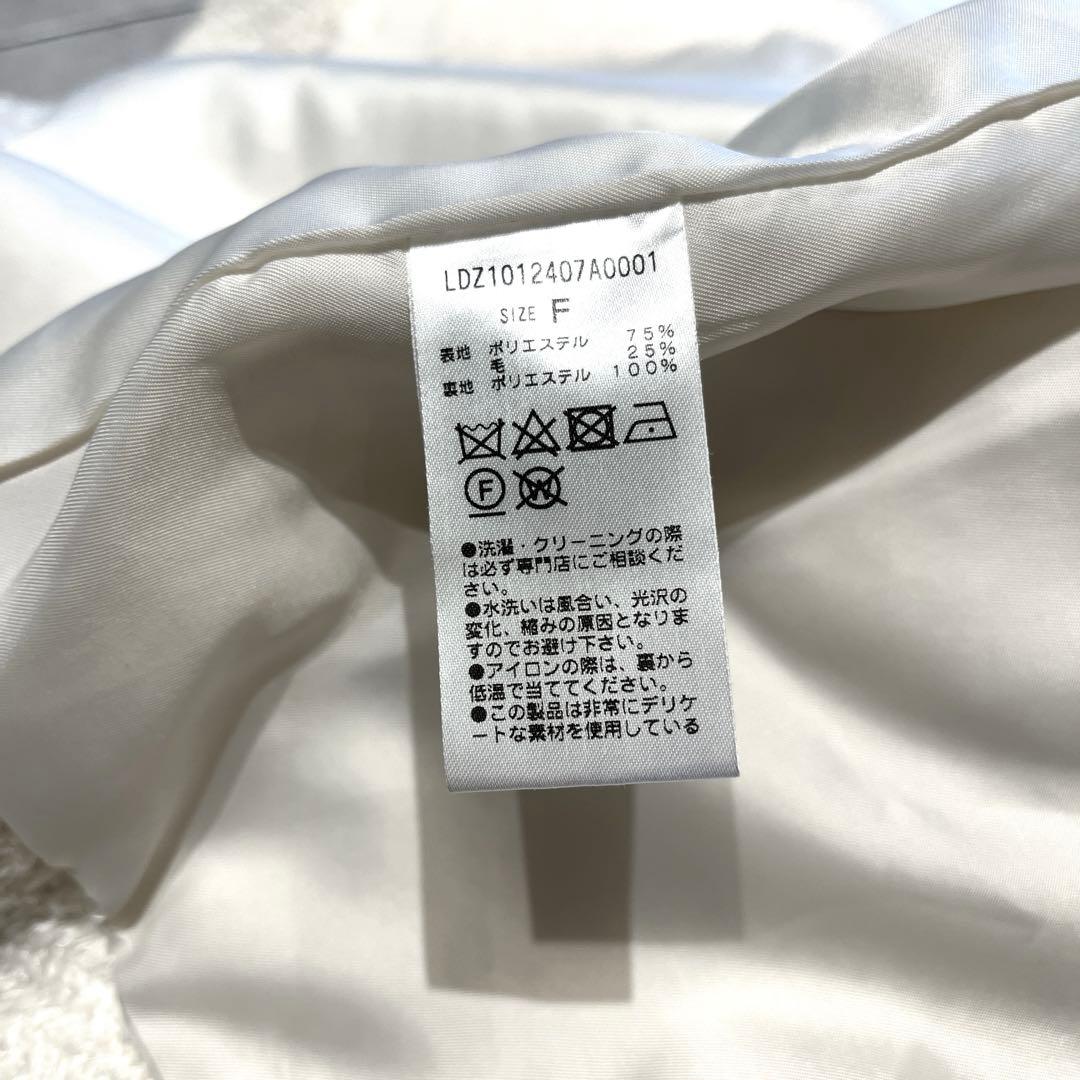 LDZ1012407A0001
SIZE F
表地 ポリエステル 75%
毛 25%
裏地 ポリエステル 100%
F W
●洗濯・クリーニングの際
は必ず専門店にご相談くだ
さい。
●水洗いは風合い、光沢の
変化、縮みの原因となりま
すのでお避け下さい。
●アイロンの際は、裏から
低温で当ててください。
●この製品は非常にデリケ
ートな素材を使用している